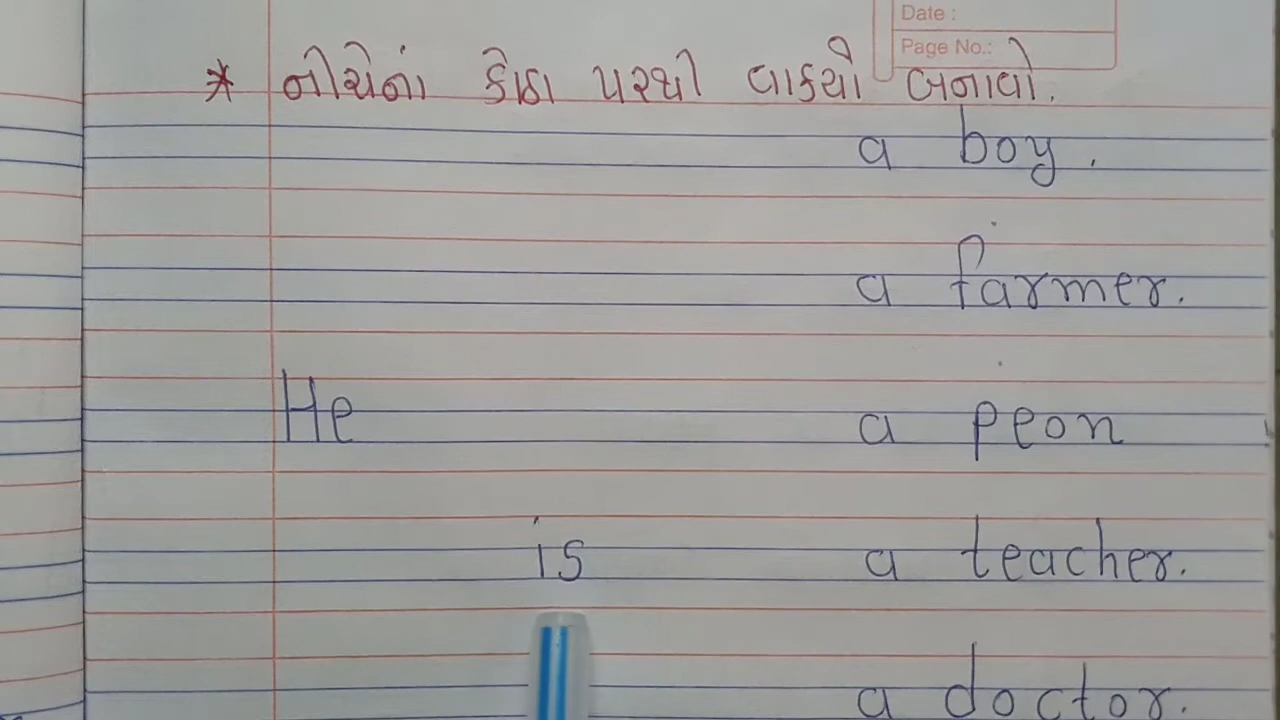 Date :
Page No.:
* નીચેનાં કોઠા પરથી વાક્યો બનાવો.
a boy.
a farmer.
He a peon
is a teacher.
a doctor.